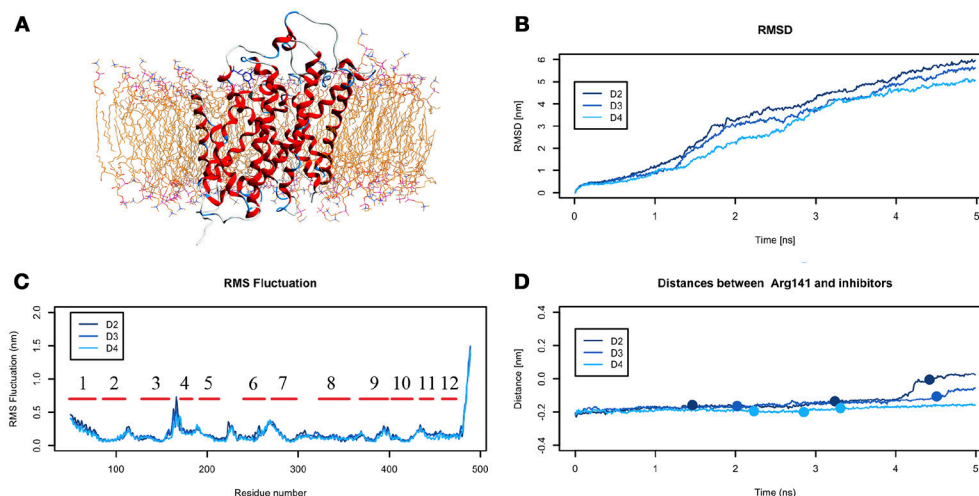 A
B
RMSD
RMSD [nm]
6
5
4
3
2
1
0
D2
D3
D4
0 1 2 3 4 5
Time [ns]
C
RMS Fluctuation
RMS Fluctuation (nm)
2.0
1.5
1.0
0.5
0.0
D2
D3
D4
1 2 3 4 5 6 7 8 9 10 11 12
100 200 300 400 500
Residue number
D
Distances between Arg141 and inhibitors
Distance [nm]
0.4
0.2
0.0
-0.2
-0.4
D2
D3
D4
0 1 2 3 4 5
Time (ns)